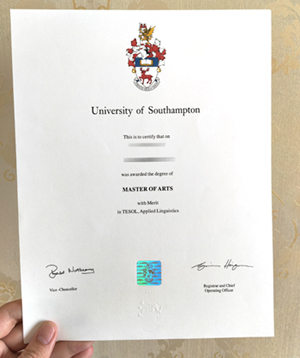 University of Southampton
This is to certify that on
was awarded the degree of
MASTER OF ARTS
with Merit
in TESOL, Applied Linguistics
Vice-Chancellor
Registrar and Chief
Operating Officer